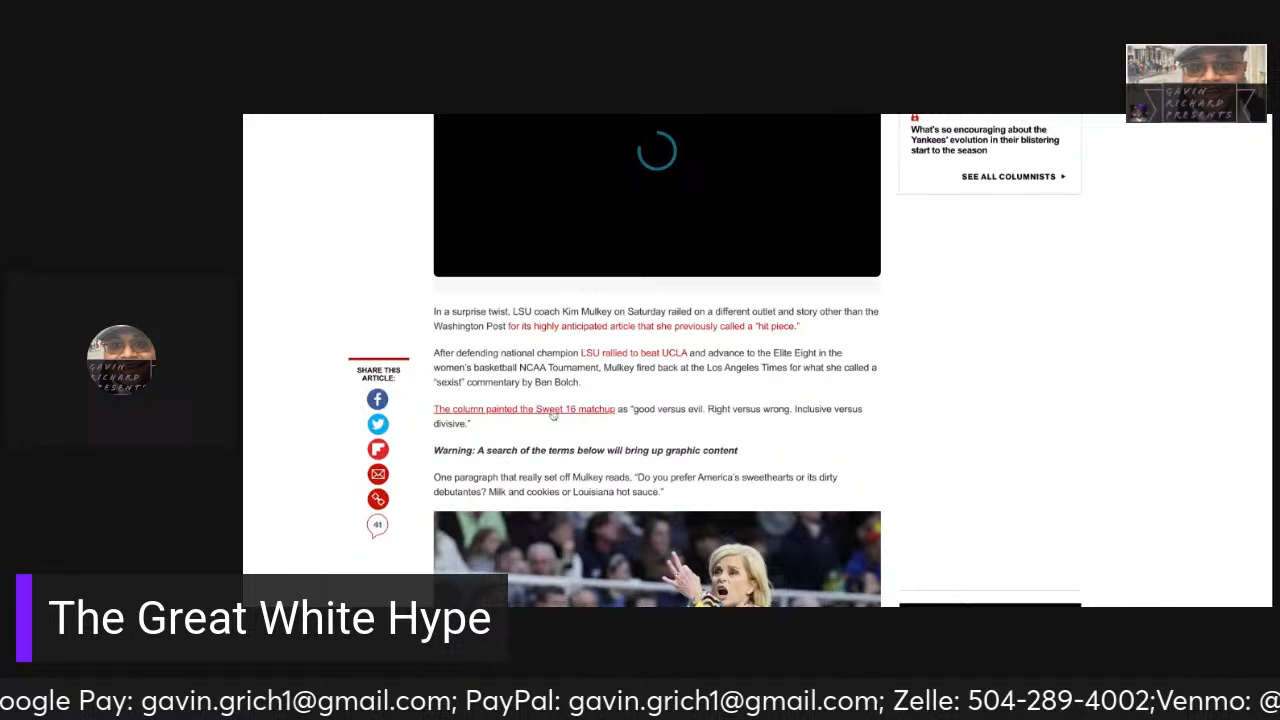 GAVIN
RICHARD
PRESENTS
What's so encouraging about the
Yankees' evolution in their blistering
start to the season
SEE ALL COLUMNISTS
In a surprise twist, LSU coach Kim Mulkey on Saturday railed on a different outlet and story other than the
Washington Post for its highly anticipated article that she previously called a "hit piece."
After defending national champion LSU rallied to beat UCLA and advance to the Elite Eight in the
women's basketball NCAA Tournament, Mulkey fired back at the Los Angeles Times for what she called a
"sexist" commentary by Ben Bolch.
The column painted the Sweet 16 matchup as "good versus evil. Right versus wrong. Inclusive versus
divisive."
Warning: A search of the terms below will bring up graphic content
One paragraph that really set off Mulkey reads, "Do you prefer America's sweethearts or its dirty
debutantes? Milk and cookies or Louisiana hot sauce."
SHARE THIS
ARTICLE:
41
The Great White Hype
oogle Pay: gavin.grich1@gmail.com; PayPal: gavin.grich1@gmail.com; Zelle: 504-289-4002;Venmo: @